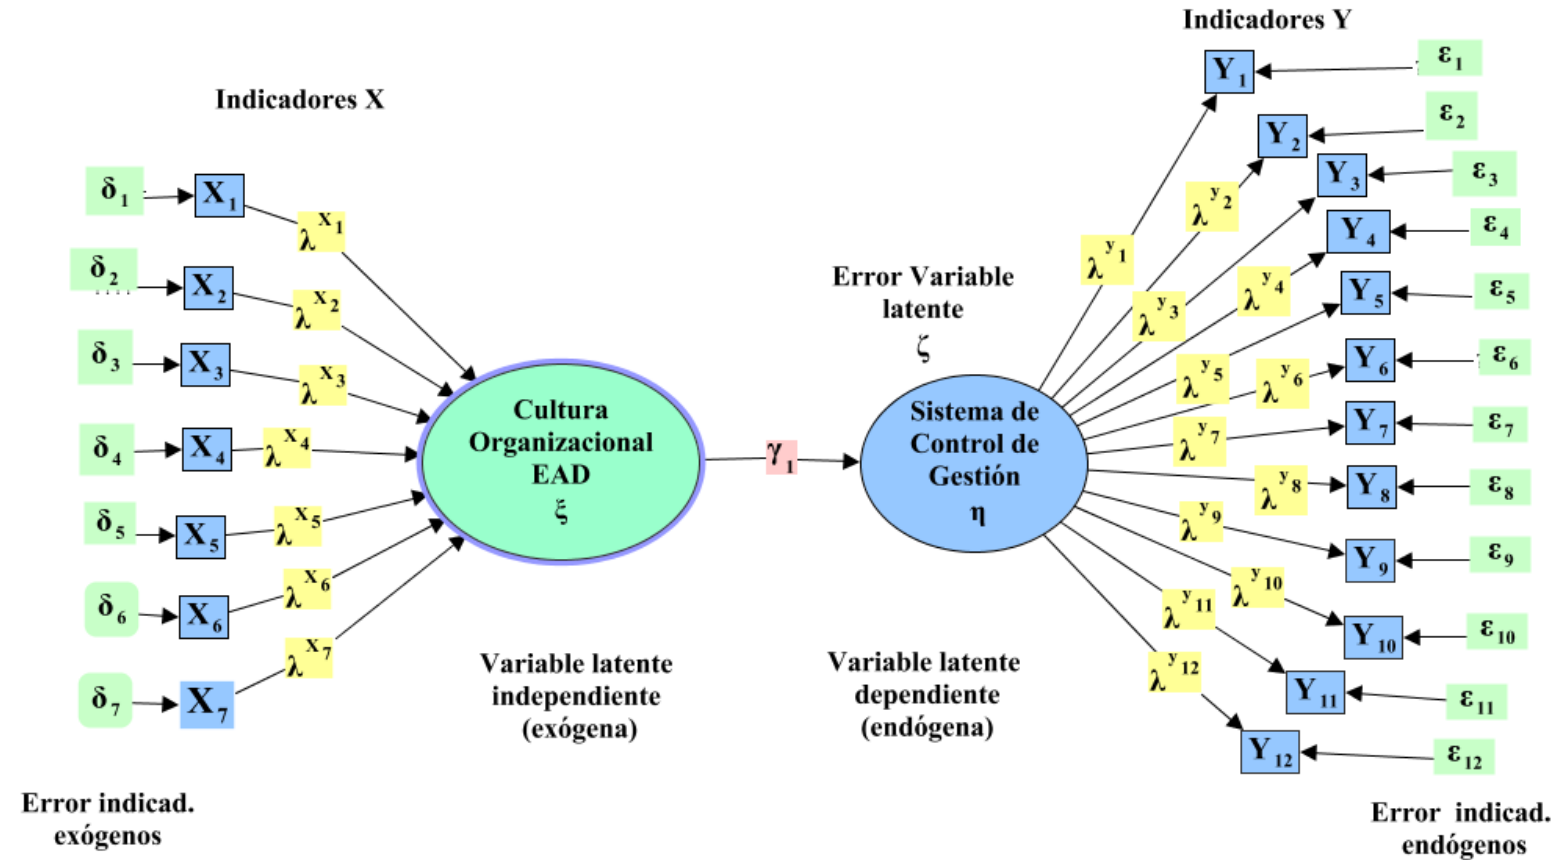 Indicadores Y
Indicadores X
δ1
X1
λX1
δ2
X2
λX2
δ3
X3
λX3
δ4
X4
λX4
δ5
X5
λX5
δ6
X6
λX6
δ7
X7
λX7
Cultura
Organizacional
EAD
ξ
γ1
Error Variable
latente
ζ
Sistema de
Control de
Gestión
η
λy1
Y1
ε1
λy2
Y2
ε2
λy3
Y3
ε3
λy4
Y4
ε4
λy5
Y5
ε5
λy6
Y6
ε6
λy7
Y7
ε7
λy8
Y8
ε8
λy9
Y9
ε9
λy10
Y10
ε10
λy11
Y11
ε11
λy12
Y12
ε12
Variable latente
independiente
(exógena)
Variable latente
dependiente
(endógena)
Error indicad.
exógenos
Error indicad.
endógenos